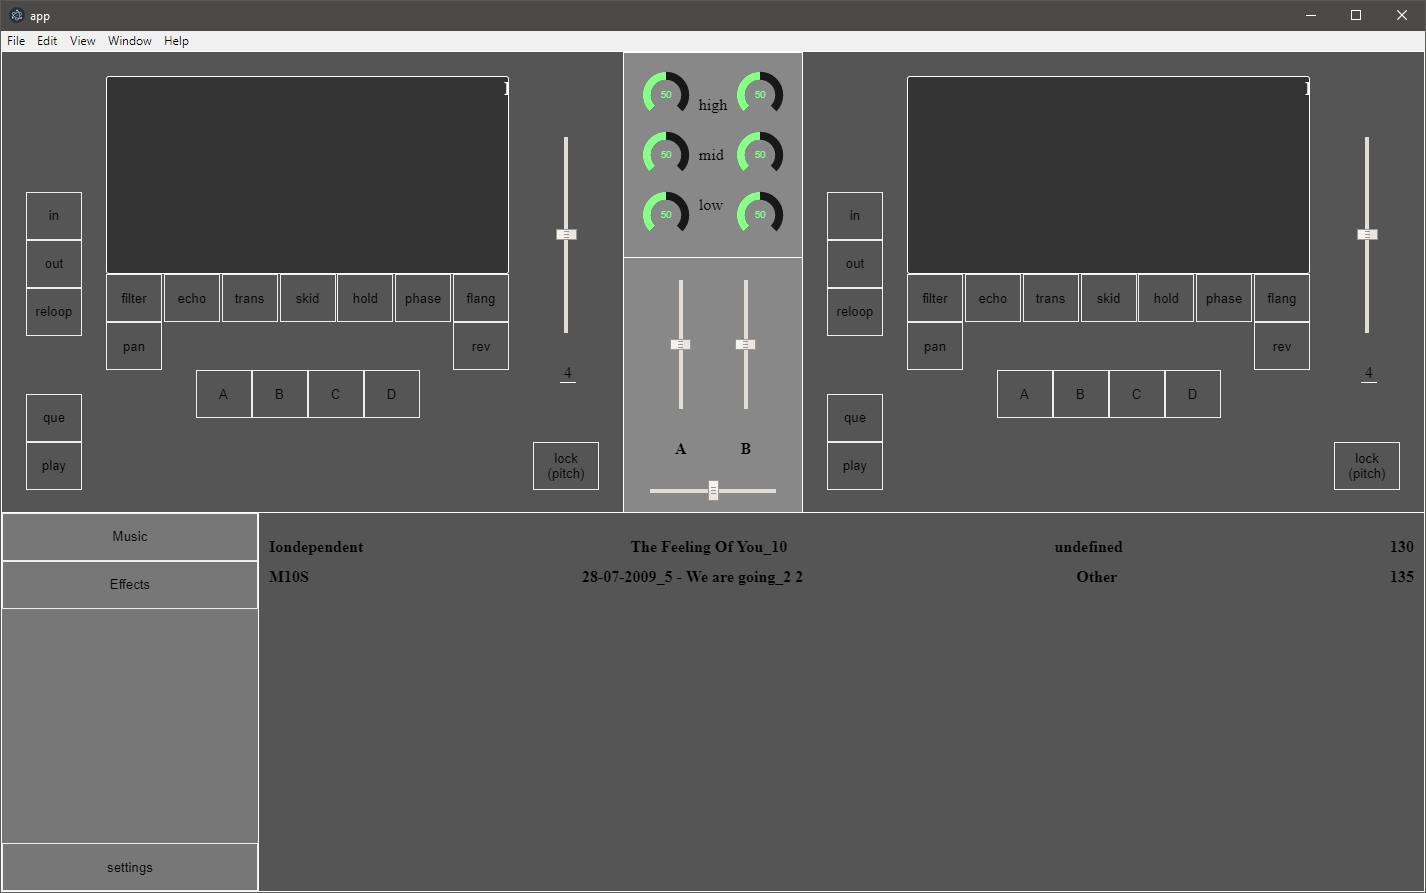 app
File Edit View Window Help
in
out
reloop
filter echo trans skid hold phase flang
pan rev
A B C D
que
play
4
lock
(pitch)
50 high 50
50 mid 50
50 low 50
A B
in
out
reloop
filter echo trans skid hold phase flang
pan rev
A B C D
que
play
4
lock
(pitch)
Music
Effects
settings
Iondependent The Feeling Of You_10 undefined 130
M10S 28-07-2009_5 - We are going_2 2 Other 135